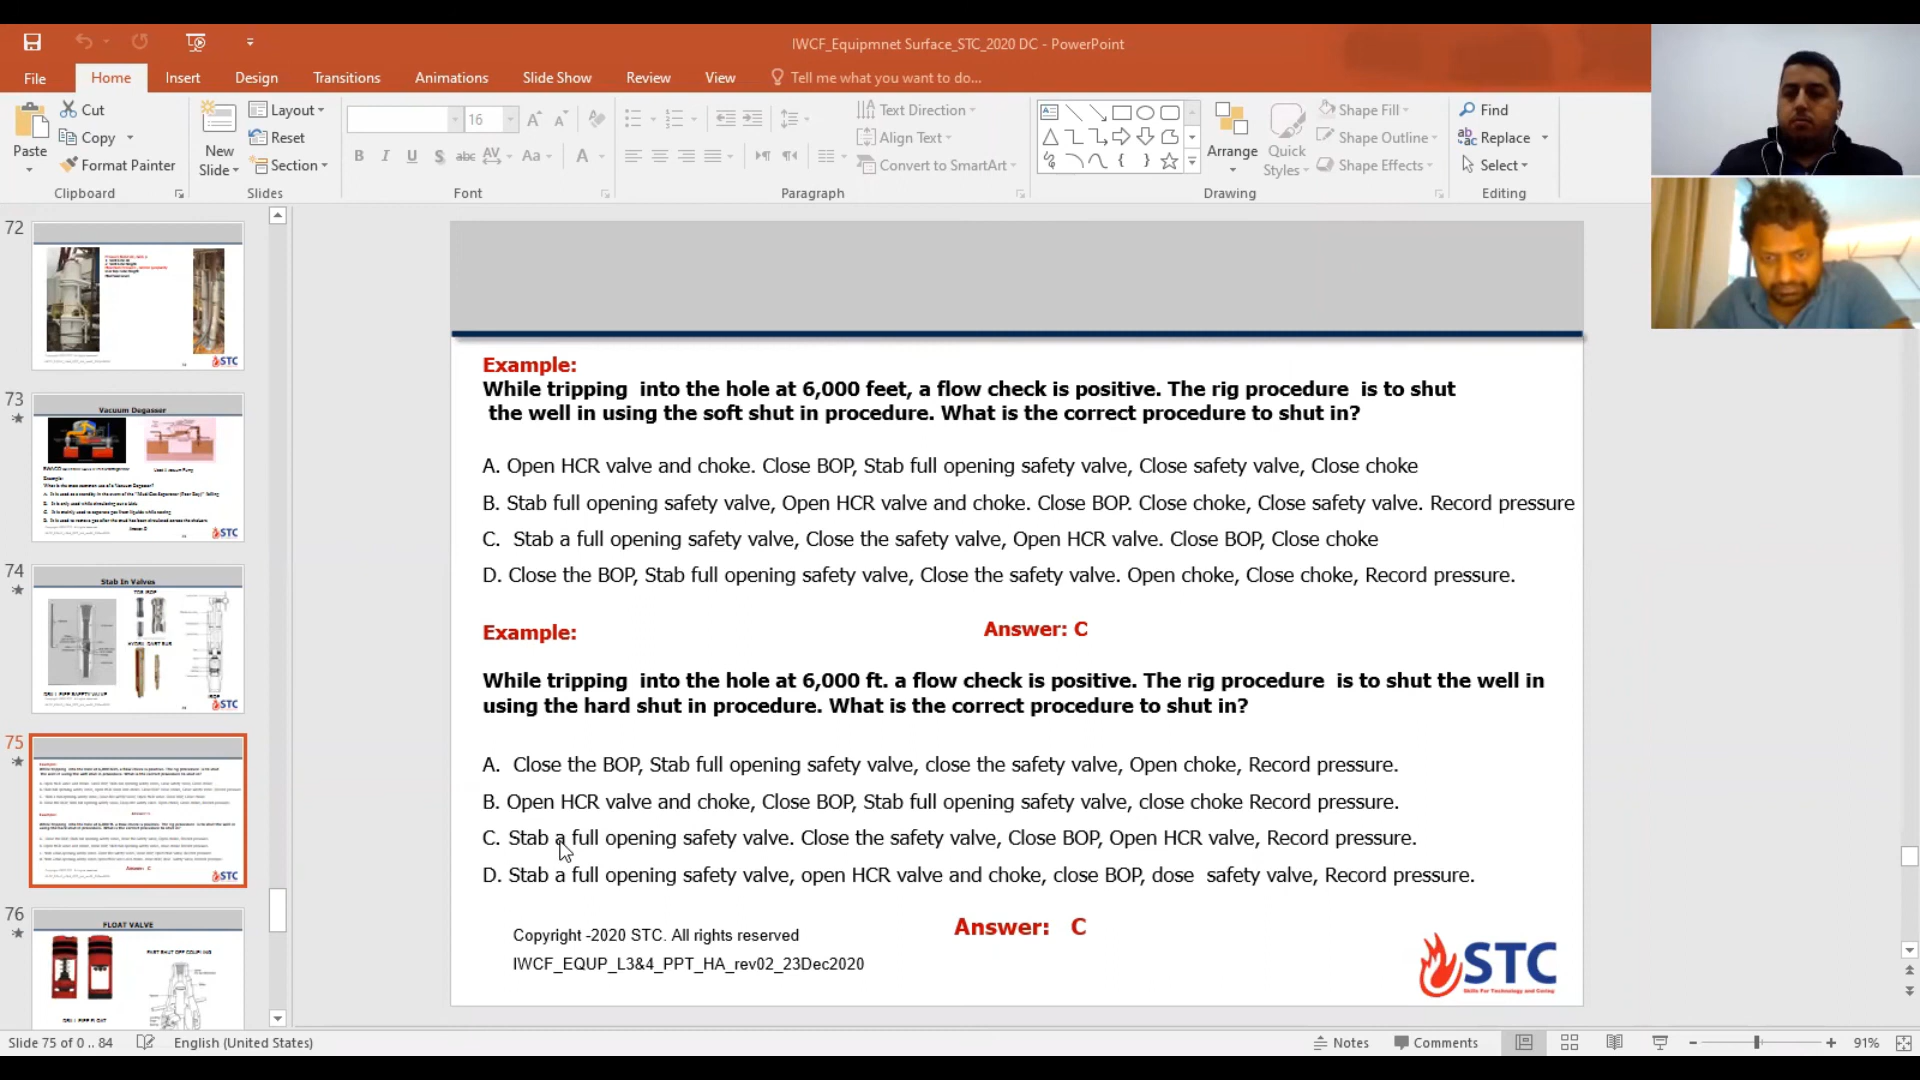 IWCF_Equipmnet Surface_STC_2020 DC - PowerPoint
File Home Insert Design Transitions Animations Slide Show Review View Tell me what you want to do...
Paste
Cut
Copy
Format Painter
Clipboard
New Slide
Layout
Reset
Section
Slides
16
B I U S abc AV Aa A
Font
Text Direction
Align Text
Convert to SmartArt
Paragraph
Arrange
Quick Styles
Shape Fill
Shape Outline
Shape Effects
Drawing
Find
Replace
Select
Editing
72
STC
73
Vacuum Degasser
STC
74
Stab In Valves
STC
75
STC
76
FLOAT VALVE
Example:
While tripping into the hole at 6,000 feet, a flow check is positive. The rig procedure is to shut
the well in using the soft shut in procedure. What is the correct procedure to shut in?
A. Open HCR valve and choke. Close BOP, Stab full opening safety valve, Close safety valve, Close choke
B. Stab full opening safety valve, Open HCR valve and choke. Close BOP. Close choke, Close safety valve. Record pressure
C. Stab a full opening safety valve, Close the safety valve, Open HCR valve. Close BOP, Close choke
D. Close the BOP, Stab full opening safety valve, Close the safety valve. Open choke, Close choke, Record pressure.
Example:
Answer: C
While tripping into the hole at 6,000 ft. a flow check is positive. The rig procedure is to shut the well in
using the hard shut in procedure. What is the correct procedure to shut in?
A. Close the BOP, Stab full opening safety valve, close the safety valve, Open choke, Record pressure.
B. Open HCR valve and choke, Close BOP, Stab full opening safety valve, close choke Record pressure.
C. Stab a full opening safety valve. Close the safety valve, Close BOP, Open HCR valve, Record pressure.
D. Stab a full opening safety valve, open HCR valve and choke, close BOP, dose safety valve, Record pressure.
Answer: C
Copyright -2020 STC. All rights reserved
IWCF_EQUP_L3&4_PPT_HA_rev02_23Dec2020
STC
Skills For Technology and Caring
Slide 75 of 0 .. 84 English (United States) Notes Comments 91%